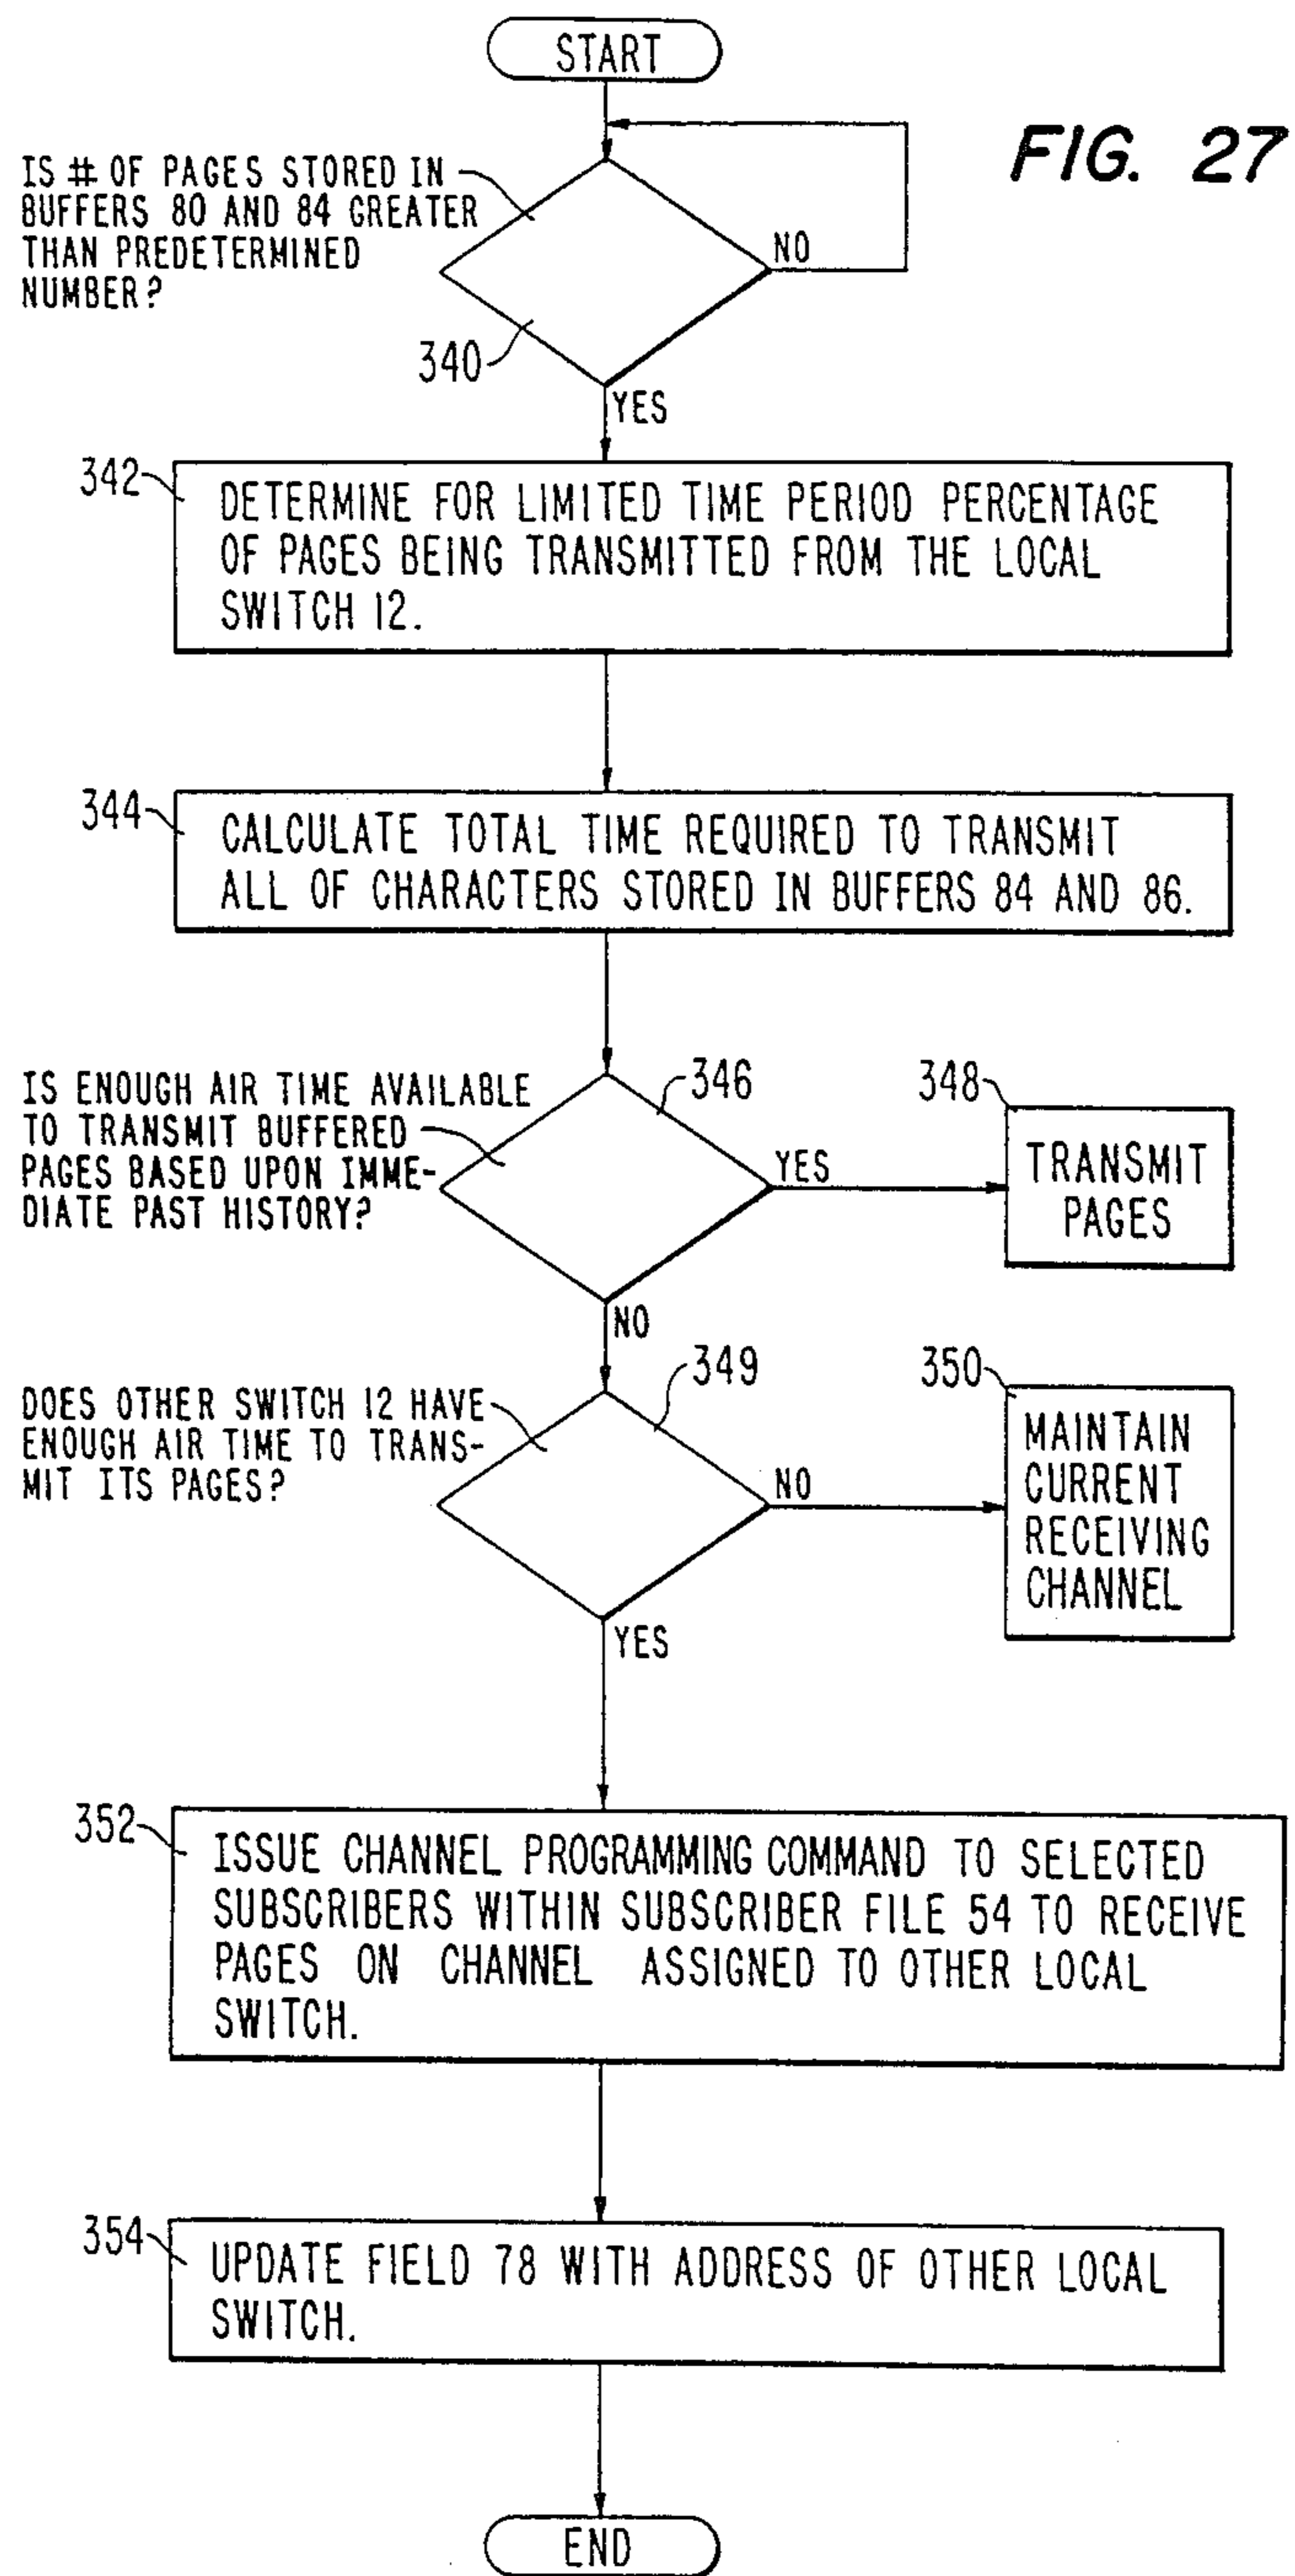 START
FIG. 27
IS # OF PAGES STORED IN
BUFFERS 80 AND 84 GREATER
THAN PREDETERMINED
NUMBER?
NO
340
YES
342
DETERMINE FOR LIMITED TIME PERIOD PERCENTAGE
OF PAGES BEING TRANSMITTED FROM THE LOCAL
SWITCH 12.
344
CALCULATE TOTAL TIME REQUIRED TO TRANSMIT
ALL OF CHARACTERS STORED IN BUFFERS 84 AND 86.
IS ENOUGH AIR TIME AVAILABLE
TO TRANSMIT BUFFERED
PAGES BASED UPON IMME-
DIATE PAST HISTORY?
346
YES
348
TRANSMIT
PAGES
NO
DOES OTHER SWITCH 12 HAVE
ENOUGH AIR TIME TO TRANS-
MIT ITS PAGES?
349
NO
350
MAINTAIN
CURRENT
RECEIVING
CHANNEL
YES
352
ISSUE CHANNEL PROGRAMMING COMMAND TO SELECTED
SUBSCRIBERS WITHIN SUBSCRIBER FILE 54 TO RECEIVE
PAGES ON CHANNEL ASSIGNED TO OTHER LOCAL
SWITCH.
354
UPDATE FIELD 78 WITH ADDRESS OF OTHER LOCAL
SWITCH.
END